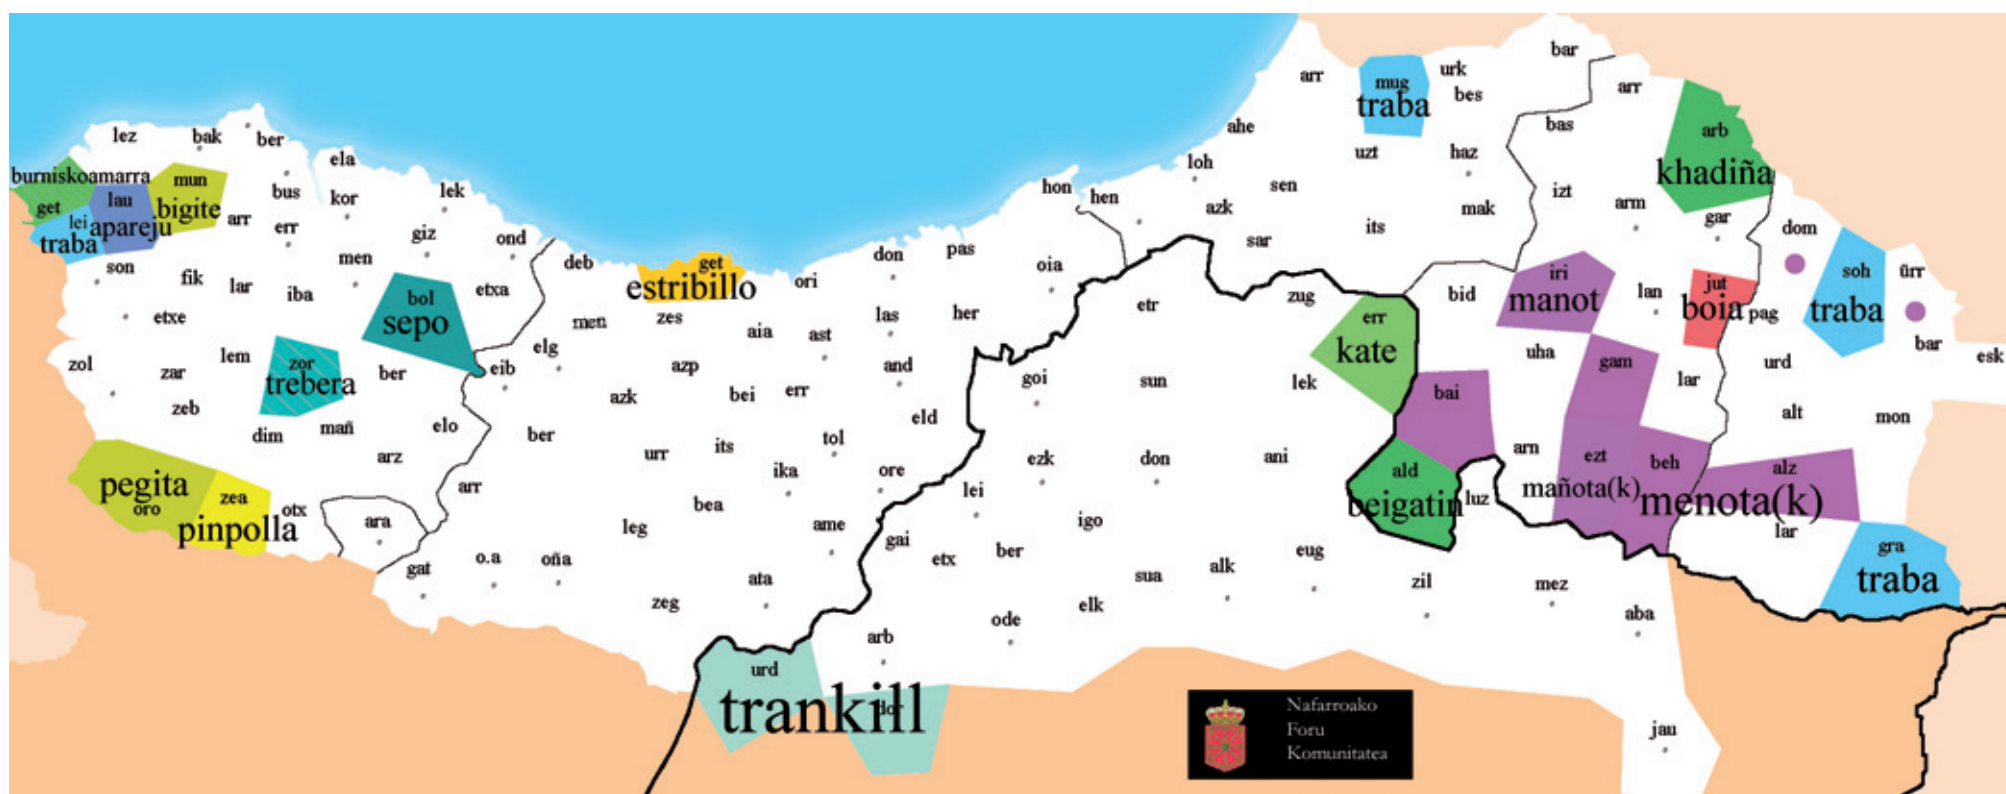 bar
arr
mug
urk
arr
traba
bes
lez
bak
ber
ahe
bas
arb
ela
uzt
haz
loh
khadiña
burniskoamarra
mun
bus
kor
lek
hon
hen
sen
izt
get
lau
bigite
azk
mak
arm
gar
lei
apareju
arr
err
giz
ond
its
dom
traba
sar
son
fik
men
deb
get
don
pas
oia
iri
soh
ürr
lar
iba
bol
etxa
estribillo
ori
zug
bid
manot
lan
jut
etxe
sepo
men
zes
aia
ast
las
her
etr
err
boia
pag
traba
zol
zar
lem
zor
trebera
ber
eib
elg
azp
and
goi
sun
kate
uha
gam
lar
urd
bar
esk
zeb
azk
bei
err
lek
bai
alt
mon
dim
mañ
elo
ber
eld
its
tol
arz
urr
ika
ore
ezk
don
ani
ald
arn
ezt
beh
alz
pegita
oro
zea
pinpolla
otx
arr
lei
beigatin
luz
mañota(k)
menota(k)
ara
leg
bea
ame
gai
igo
lar
gat
o.a
oña
ata
etx
ber
sua
alk
eug
zil
mez
gra
traba
zeg
elk
ode
aba
arb
urd
trankill
dor
jau
Nafarroako
Foru
Komunitatea